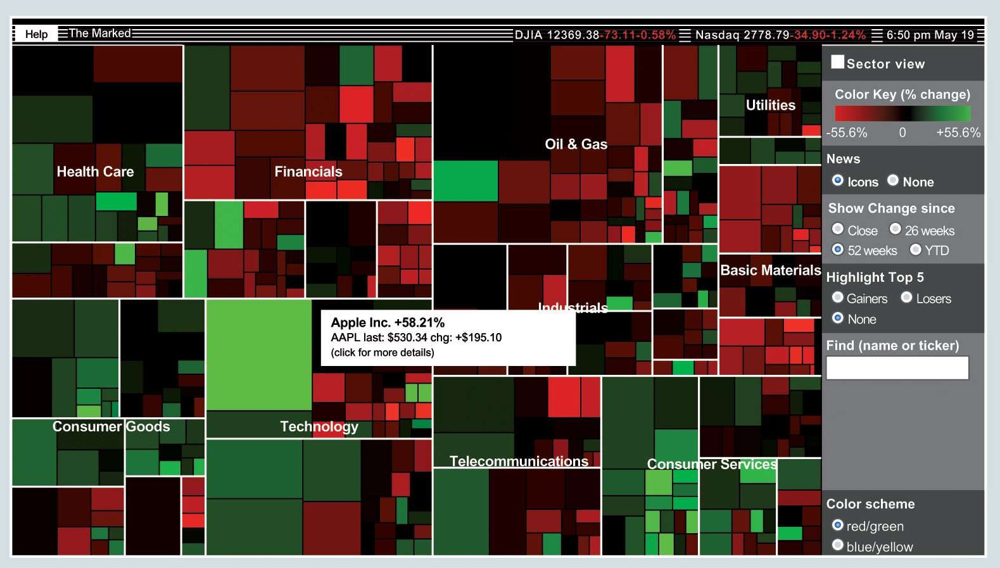 Help
The Marked
DJIA 12369.38-73.11-0.58%
Nasdaq 2778.79-34.90-1.24%
6:50 pm May 19
Sector view
Color Key (% change)
-55.6% 0 +55.6%
News
Icons None
Show Change since
Close 26 weeks
52 weeks YTD
Highlight Top 5
Gainers Losers
None
Find (name or ticker)
Color scheme
red/green
blue/yellow
Health Care
Financials
Oil & Gas
Utilities
Basic Materials
Industrials
Apple Inc. +58.21%
AAPL last: $530.34 chg: +$195.10
(click for more details)
Consumer Goods
Technology
Telecommunications
Consumer Services